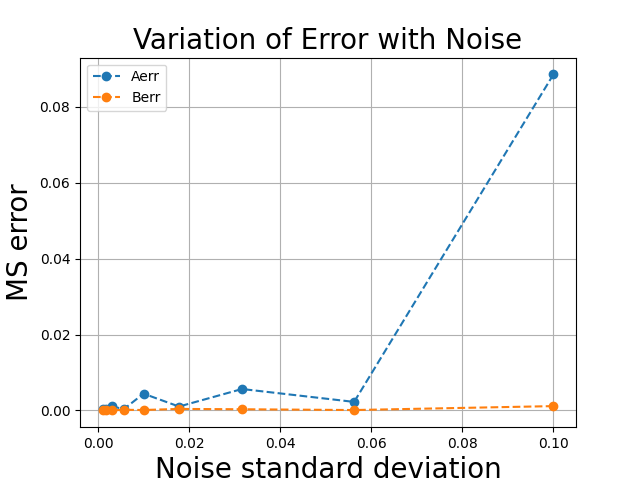 Variation of Error with Noise
Aerr
Berr
MS error
0.08
0.06
0.04
0.02
0.00
0.00 0.02 0.04 0.06 0.08 0.10
Noise standard deviation